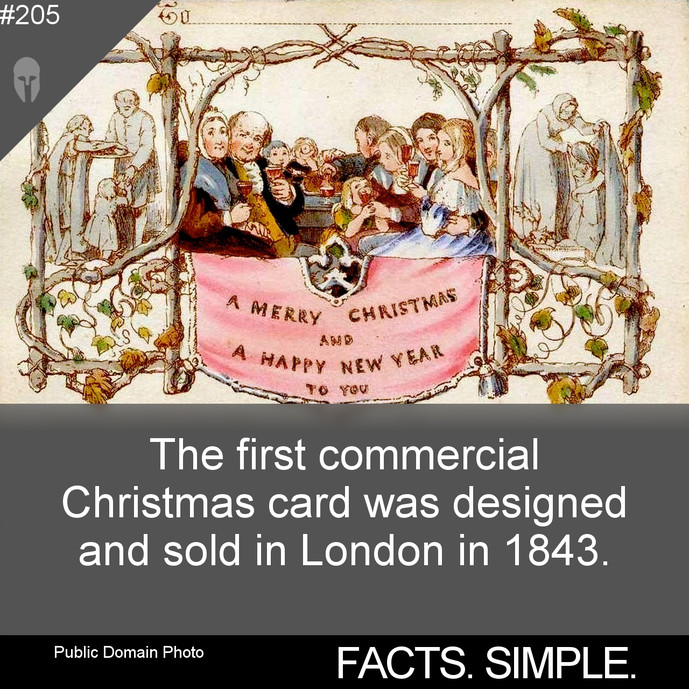 #205
To
A MERRY CHRISTMAS
AND
A HAPPY NEW YEAR
TO YOU
The first commercial
Christmas card was designed
and sold in London in 1843.
Public Domain Photo
FACTS. SIMPLE.